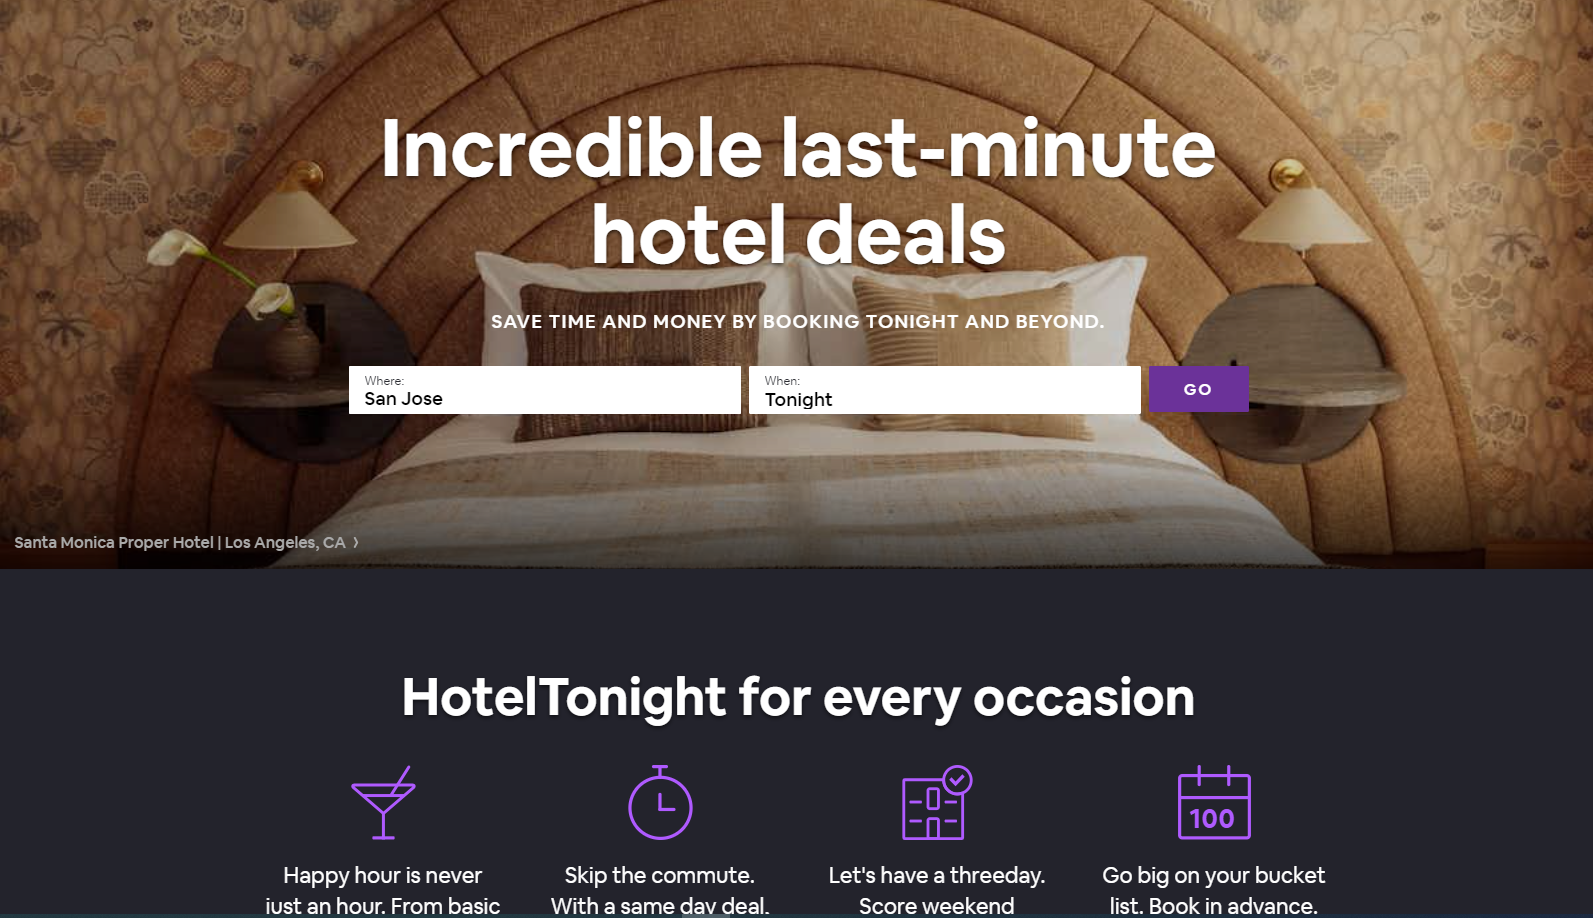 Incredible last-minute
hotel deals
SAVE TIME AND MONEY BY BOOKING TONIGHT AND BEYOND.
Where:
San Jose
When:
Tonight
GO
Santa Monica Proper Hotel | Los Angeles, CA ›
HotelTonight for every occasion
100
Happy hour is never
just an hour. From basic
Skip the commute.
With a same day deal,
Let's have a threeday.
Score weekend
Go big on your bucket
list. Book in advance.